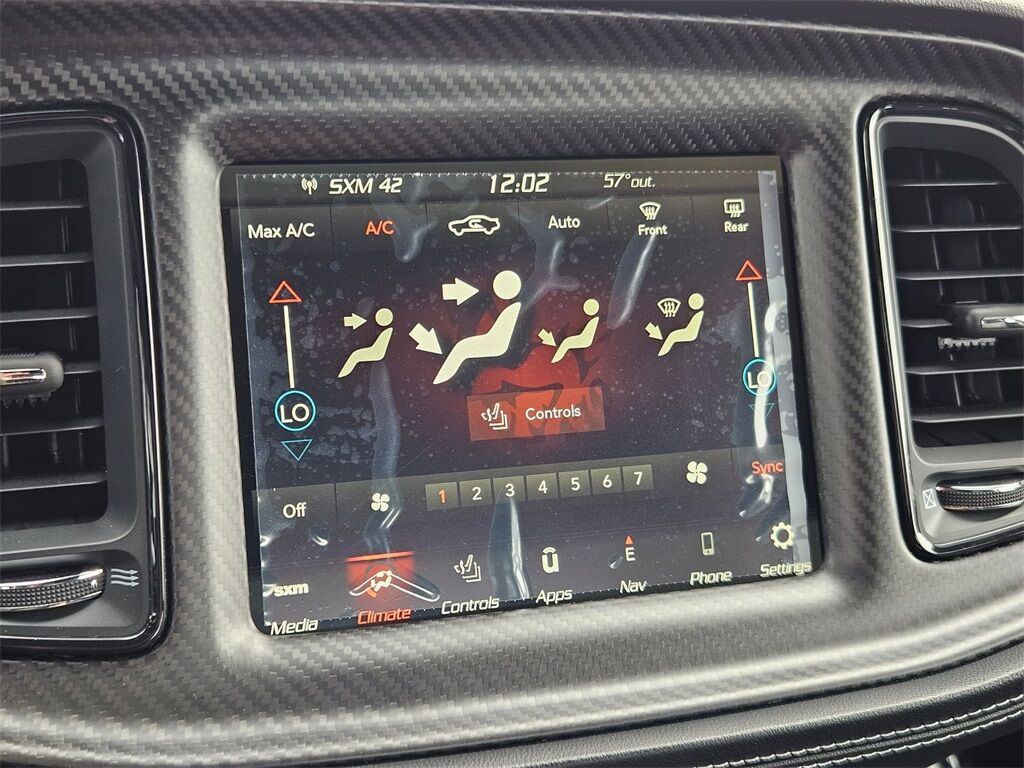 SXM 42 12:02 57°out.
Max A/C A/C Auto Front Rear
LO LO
Controls
Off 1 2 3 4 5 6 7 Sync
sxm û E
Media Climate Controls Apps Nav Phone Settings